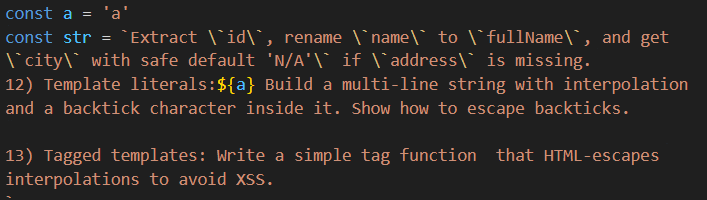 const a = 'a'
const str = `Extract \`id\`, rename \`name\` to \`fullName\`, and get
\`city\` with safe default 'N/A'\` if \`address\` is missing.
12) Template literals:${a} Build a multi-line string with interpolation
and a backtick character inside it. Show how to escape backticks.

13) Tagged templates: Write a simple tag function  that HTML-escapes
interpolations to avoid XSS.
`